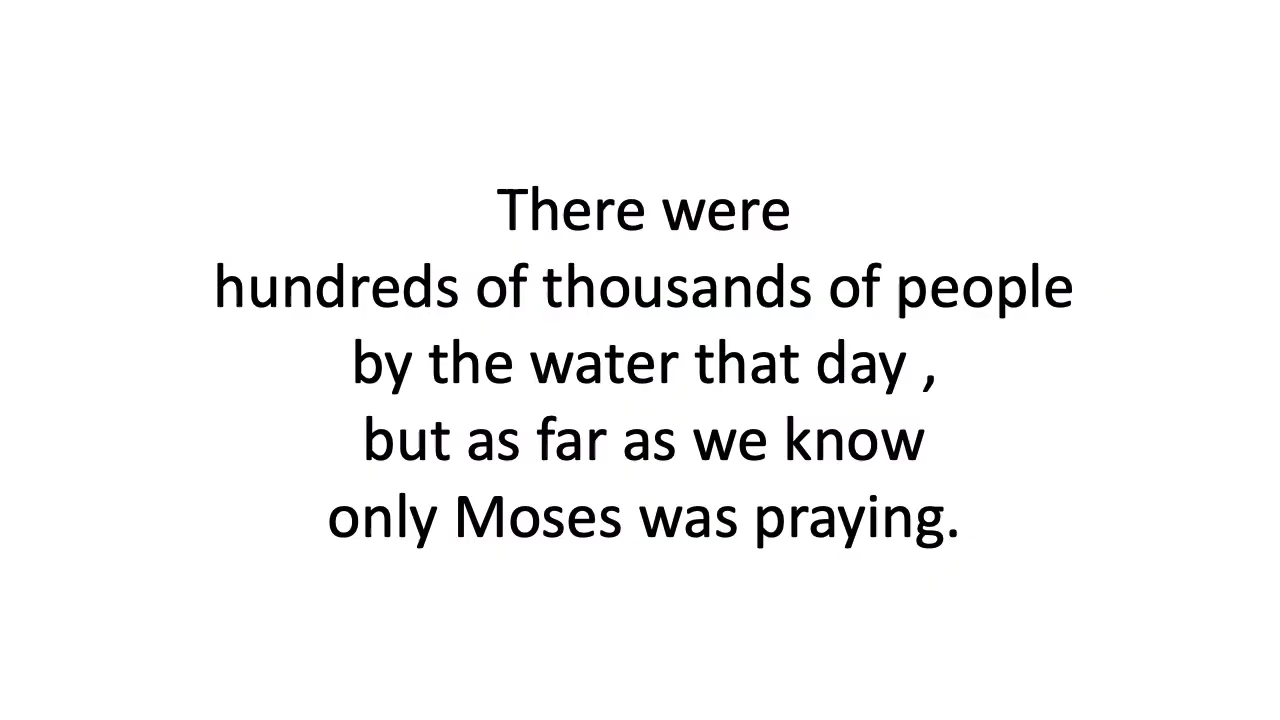 There were
hundreds of thousands of people
by the water that day ,
but as far as we know
only Moses was praying.